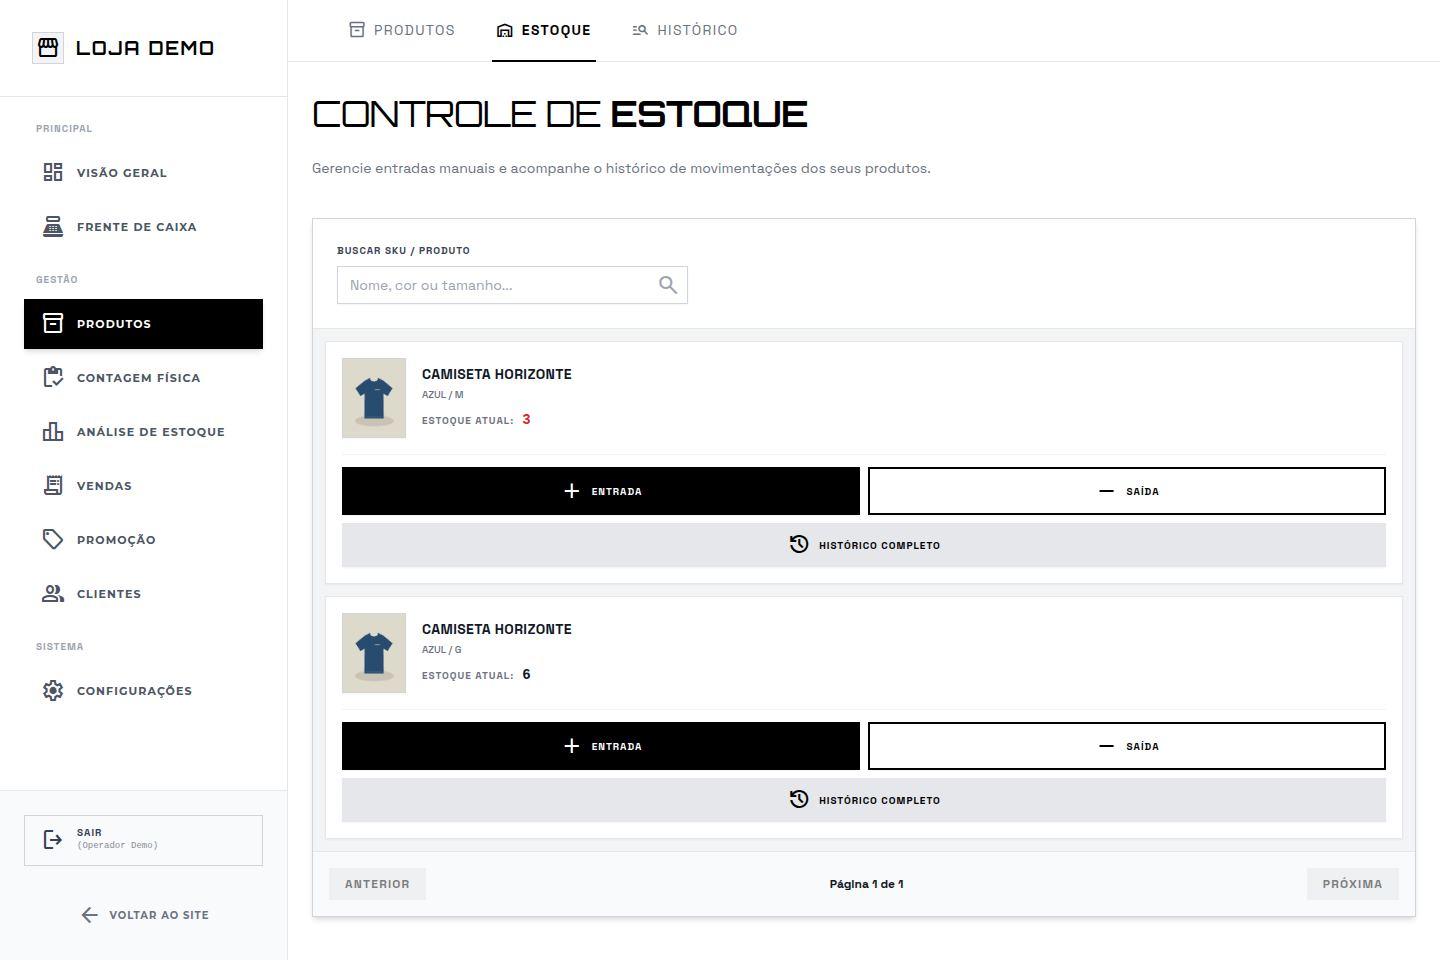 LOJA DEMO
PRINCIPAL
VISÃO GERAL
FRENTE DE CAIXA
GESTÃO
PRODUTOS
CONTAGEM FÍSICA
ANÁLISE DE ESTOQUE
VENDAS
PROMOÇÃO
CLIENTES
SISTEMA
CONFIGURAÇÕES
SAIR
(Operador Demo)
VOLTAR AO SITE
PRODUTOS
ESTOQUE
HISTÓRICO
CONTROLE DE ESTOQUE
Gerencie entradas manuais e acompanhe o histórico de movimentações dos seus produtos.
BUSCAR SKU / PRODUTO
Nome, cor ou tamanho...
CAMISETA HORIZONTE
AZUL / M
ESTOQUE ATUAL: 3
ENTRADA
SAÍDA
HISTÓRICO COMPLETO
CAMISETA HORIZONTE
AZUL / G
ESTOQUE ATUAL: 6
ENTRADA
SAÍDA
HISTÓRICO COMPLETO
ANTERIOR
Página 1 de 1
PRÓXIMA